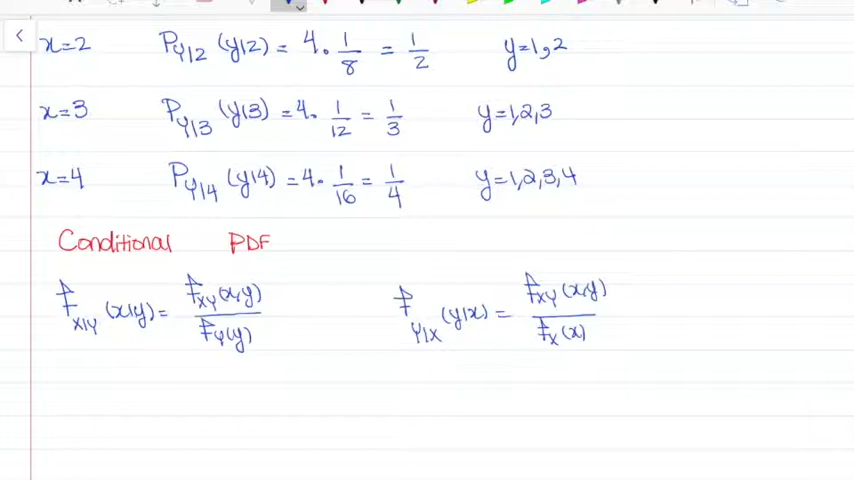 x=2 P_{Y|2}(y|2) = 4 · 1/8 = 1/2 y=1,2
x=3 P_{Y|3}(y|3) = 4 · 1/12 = 1/3 y=1,2,3
x=4 P_{Y|4}(y|4) = 4 · 1/16 = 1/4 y=1,2,3,4
Conditional PDF
f_{X|Y}(x|y) = f_{XY}(x,y) / f_Y(y) f_{Y|X}(y|x) = f_{XY}(x,y) / f_X(x)